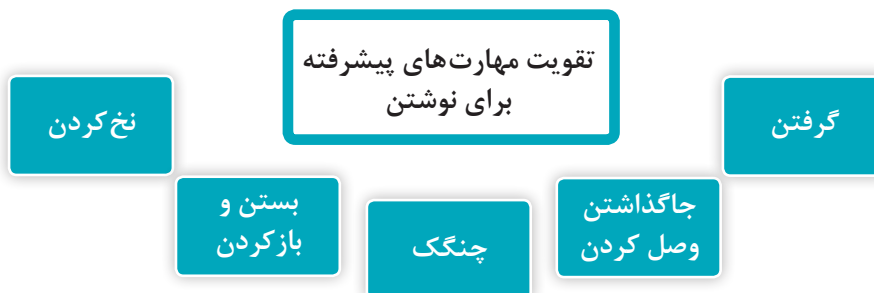 تقویت مهارت‌های پیشرفته
برای نوشتن
گرفتن
جاگذاشتن
وصل کردن
چنگک
بستن و
بازکردن
نخ‌کردن